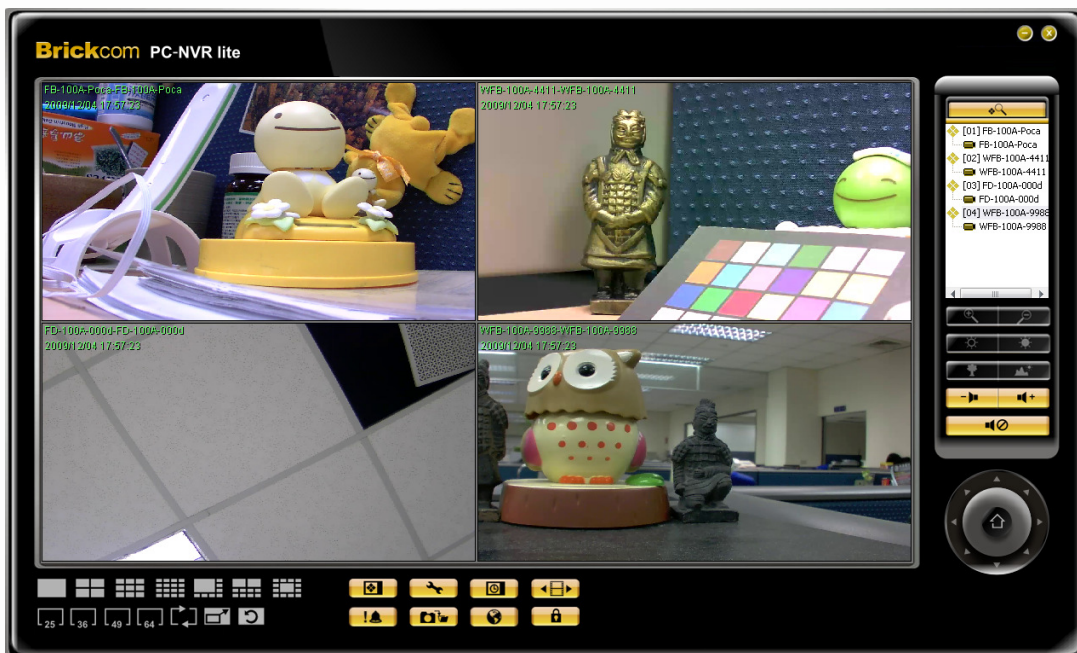 Brickcom PC-NVR lite
FB-100A-Poca-FB-100A-Poca
2009/12/04 17:57:23
WFB-100A-4411-WFB-100A-4411
2009/12/04 17:57:23
FD-100A-000d-FD-100A-000d
2009/12/04 17:57:23
WFB-100A-9988-WFB-100A-9988
2009/12/04 17:57:23
[01] FB-100A-Poca
FB-100A-Poca
[02] WFB-100A-4411
WFB-100A-4411
[03] FD-100A-000d
FD-100A-000d
[04] WFB-100A-9988
WFB-100A-9988
25 36 49 64